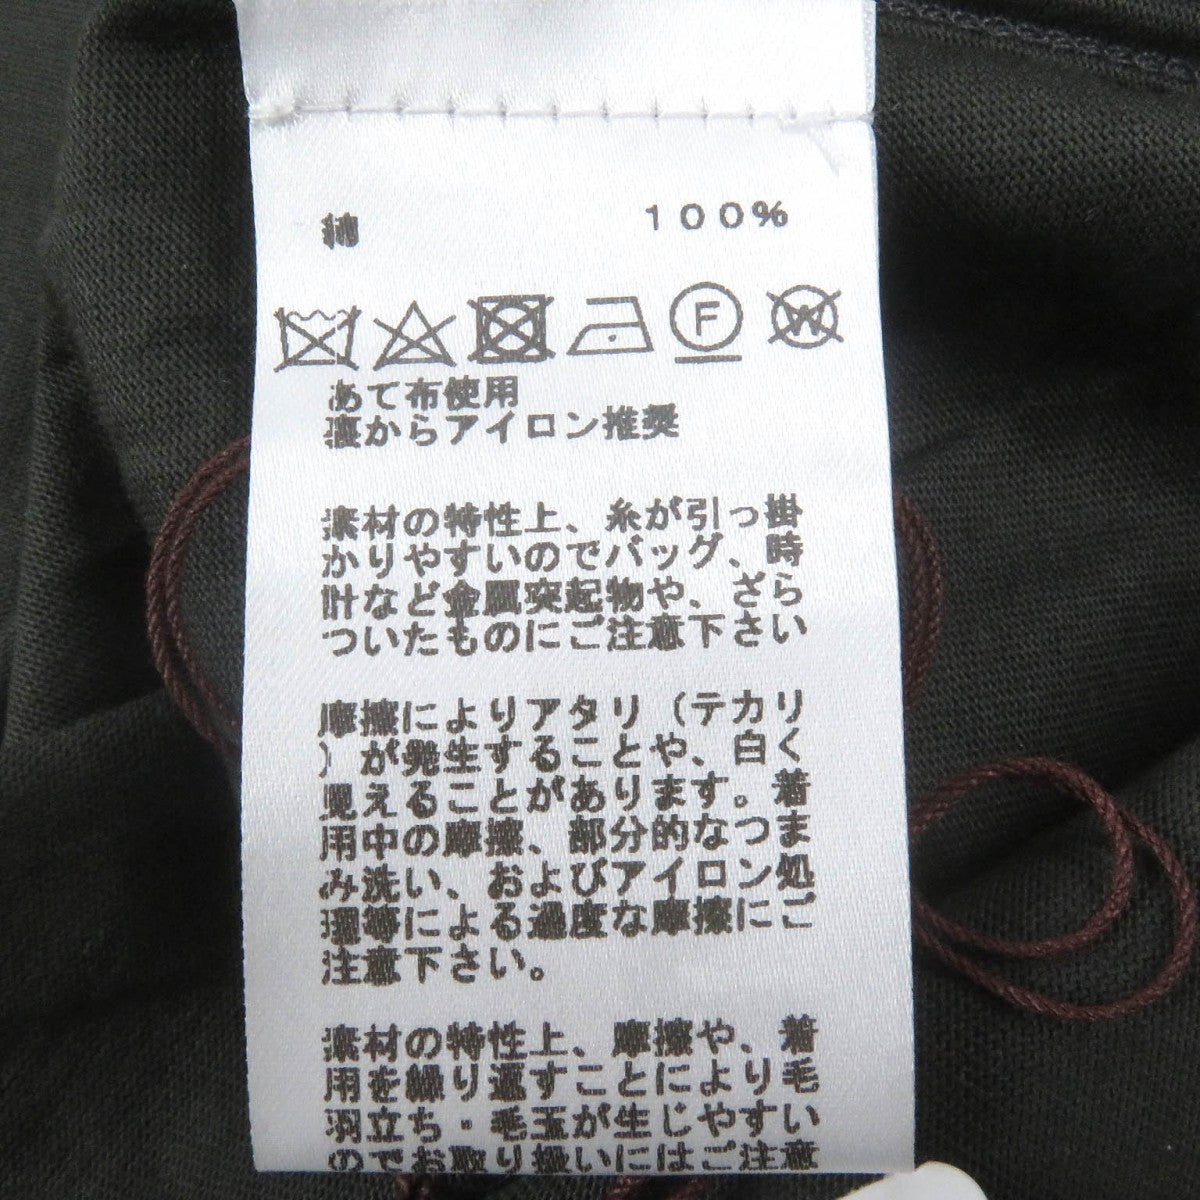 綿 100%
F W
あて布使用
裏からアイロン推奨
素材の特性上、糸が引っ掛
かりやすいのでバッグ、時
計など金属突起物や、ざら
ついたものにご注意下さい
摩擦によりアタリ（テカリ
）が発生することや、白く
見えることがあります。着
用中の摩擦、部分的なつま
み洗い、およびアイロン処
理等による過度な摩擦にご
注意下さい。
素材の特性上、摩擦や、着
用を繰り返すことにより毛
羽立ち・毛玉が生じやすい
のでお取り扱いにはご注意